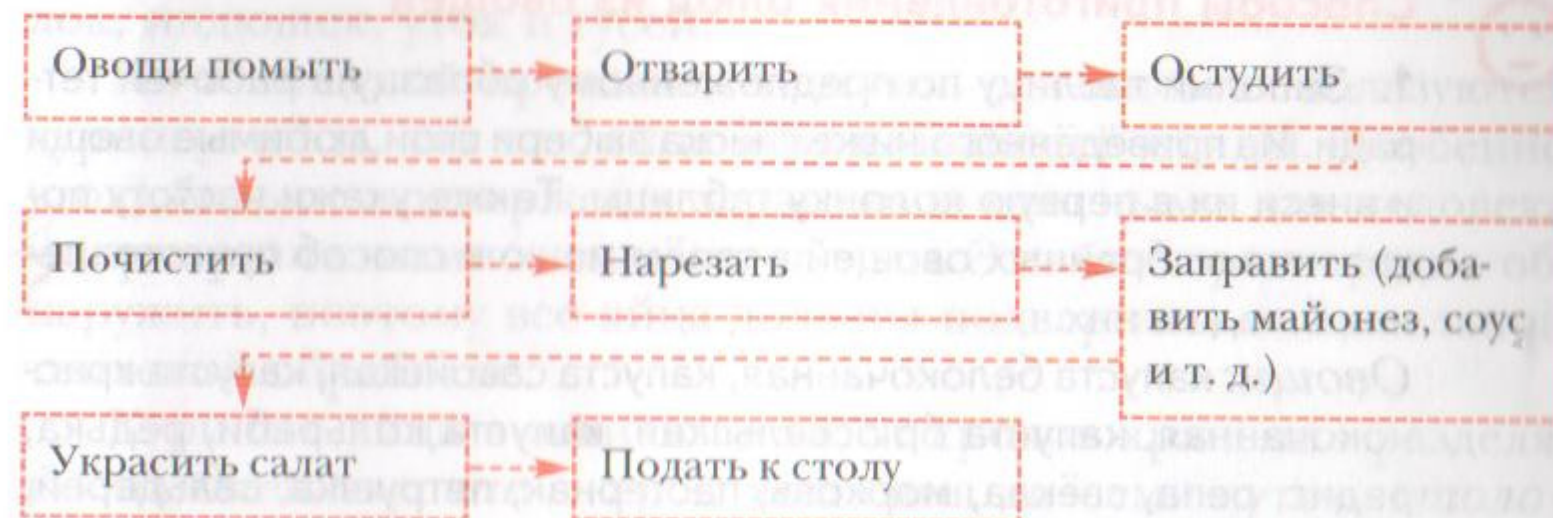 Овощи помыть
Отварить
Остудить
Почистить
Нарезать
Заправить (доба-
вить майонез, соус
и т. д.)
Украсить салат
Подать к столу